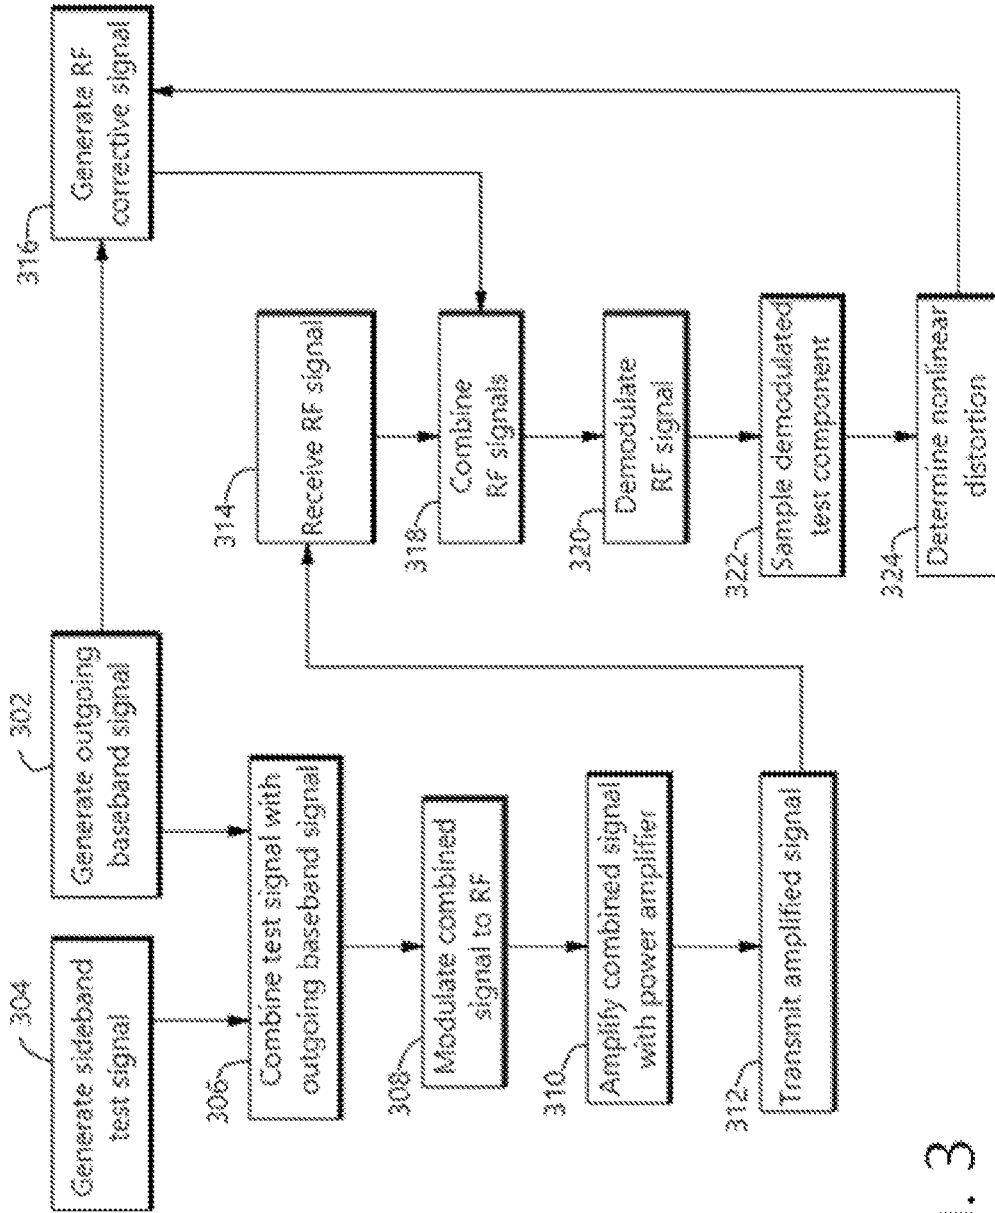 304
Generate sideband
test signal
302
Generate outgoing
baseband signal
316
Generate RF
corrective signal
306
Combine test signal with
outgoing baseband signal
308
Modulate combined
signal to RF
310
Amplify combined signal
with power amplifier
312
Transmit amplified signal
314
Receive RF signal
318
Combine
RF signals
320
Demodulate
RF signal
322
Sample demodulated
test component
324
Determine nonlinear
distortion
. 3